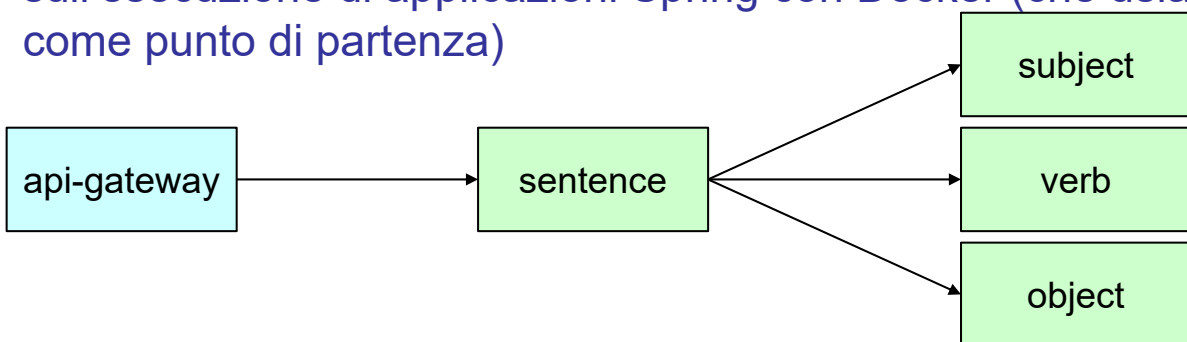 come punto di partenza)
subject
api-gateway
sentence
verb
object